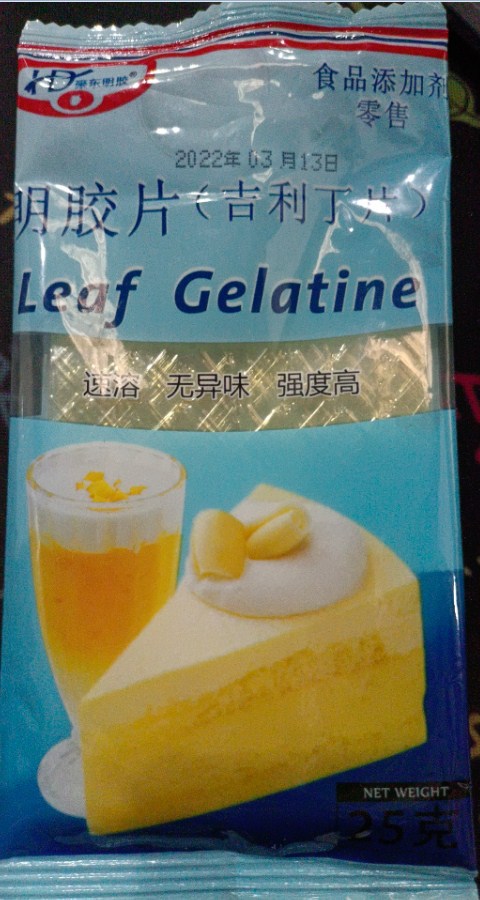 食品添加剂
零售
2022年 03月13日
明胶片（吉利丁片）
Leaf Gelatine
速溶 无异味 强度高
NET WEIGHT
25克